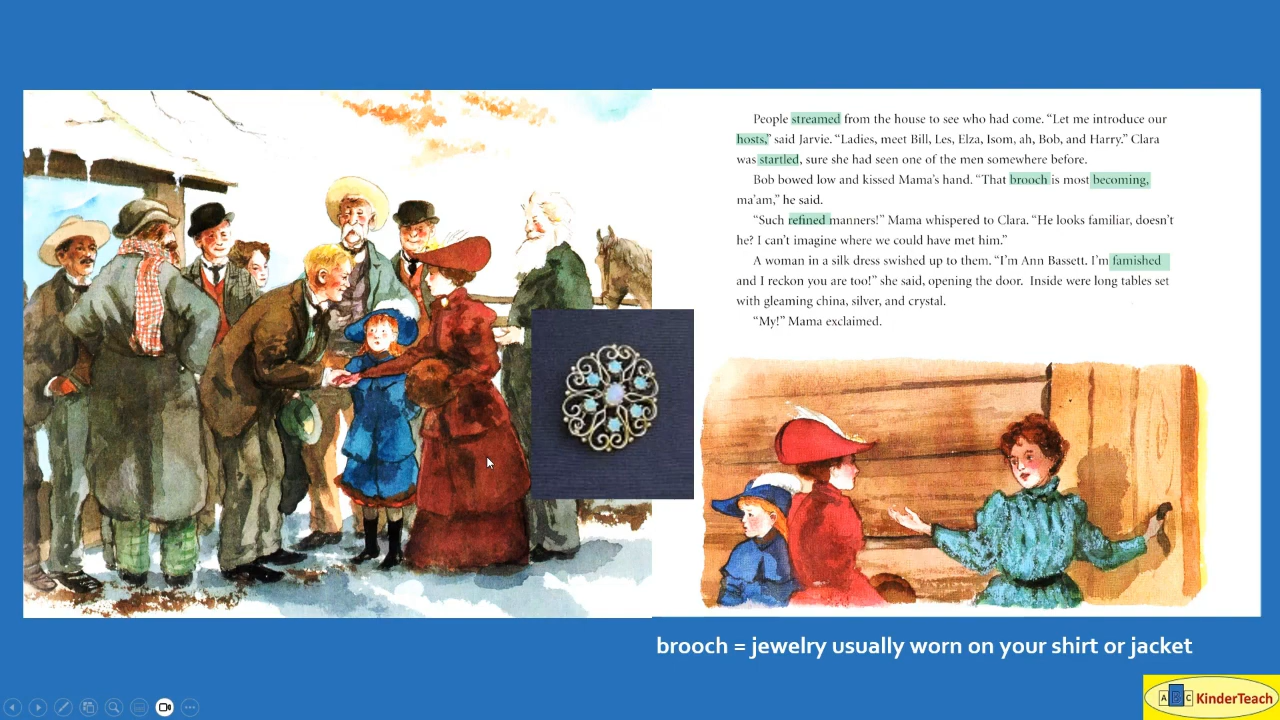 People streamed from the house to see who had come. “Let me introduce our
hosts,” said Jarvie. “Ladies, meet Bill, Les, Elza, Isom, ah, Bob, and Harry.” Clara
was startled, sure she had seen one of the men somewhere before.
Bob bowed low and kissed Mama’s hand. “That brooch is most becoming,
ma’am,” he said.
“Such refined manners!” Mama whispered to Clara. “He looks familiar, doesn’t
he? I can’t imagine where we could have met him.”
A woman in a silk dress swished up to them. “I’m Ann Bassett. I’m famished
and I reckon you are too!” she said, opening the door. Inside were long tables set
with gleaming china, silver, and crystal.
“My!” Mama exclaimed.
brooch = jewelry usually worn on your shirt or jacket
ABC KinderTeach